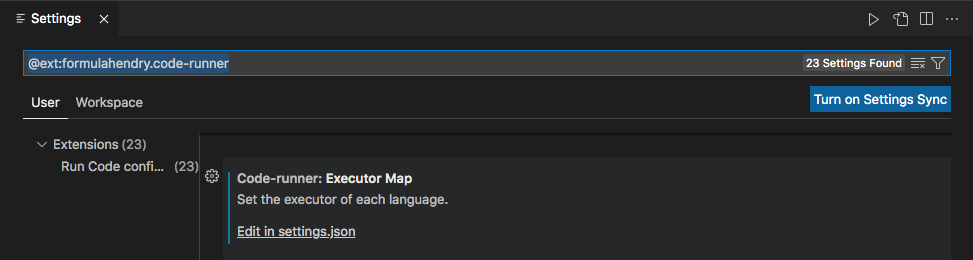 Settings
@ext:formulahendry.code-runner 23 Settings Found
User Workspace Turn on Settings Sync
Extensions (23)
Run Code confi... (23)
Code-runner: Executor Map
Set the executor of each language.
Edit in settings.json